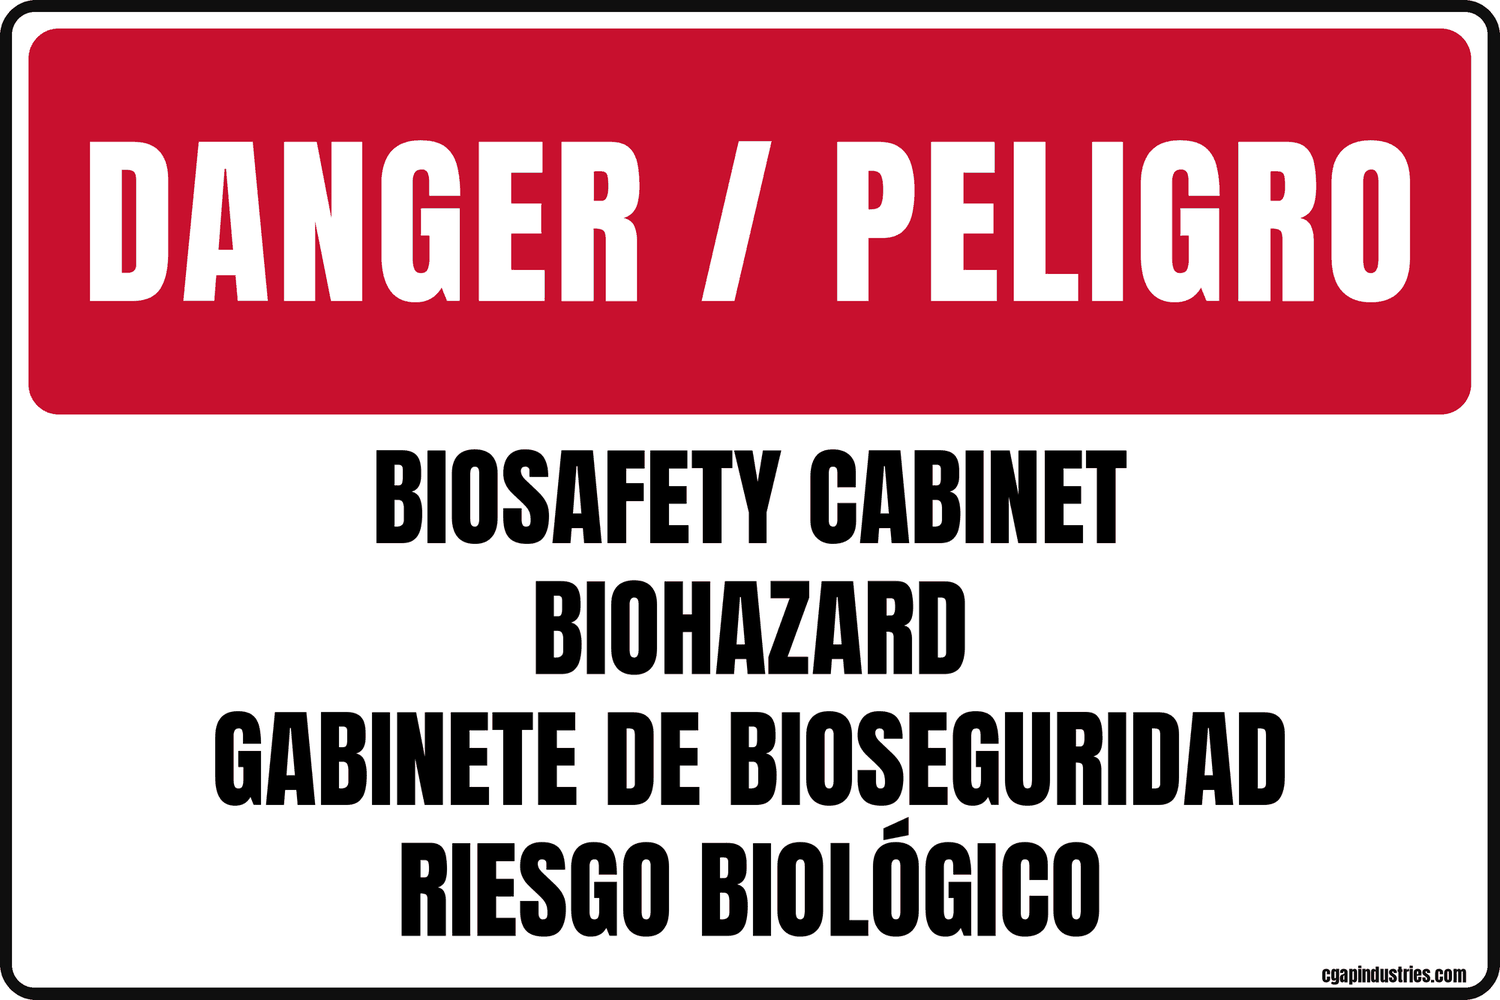 DANGER / PELIGRO
BIOSAFETY CABINET
BIOHAZARD
GABINETE DE BIOSEGURIDAD
RIESGO BIOLÓGICO
cgapindustries.com